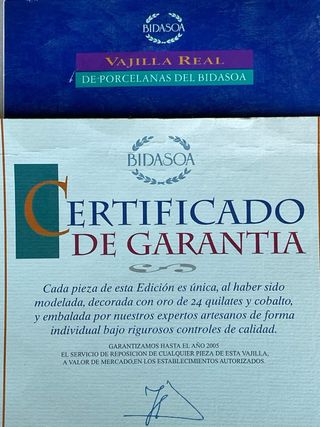 BIDASOA
VAJILLA REAL
DE PORCELANAS DEL BIDASOA
BIDASOA
CERTIFICADO
DE GARANTIA
Cada pieza de esta Edición es única, al haber sido
modelada, decorada con oro de 24 quilates y cobalto,
y embalada por nuestros expertos artesanos de forma
individual bajo rigurosos controles de calidad.
GARANTIZAMOS HASTA EL AÑO 2005
EL SERVICIO DE REPOSICION DE CUALQUIER PIEZA DE ESTA VAJILLA,
A VALOR DE MERCADO,EN LOS ESTABLECIMIENTOS AUTORIZADOS.